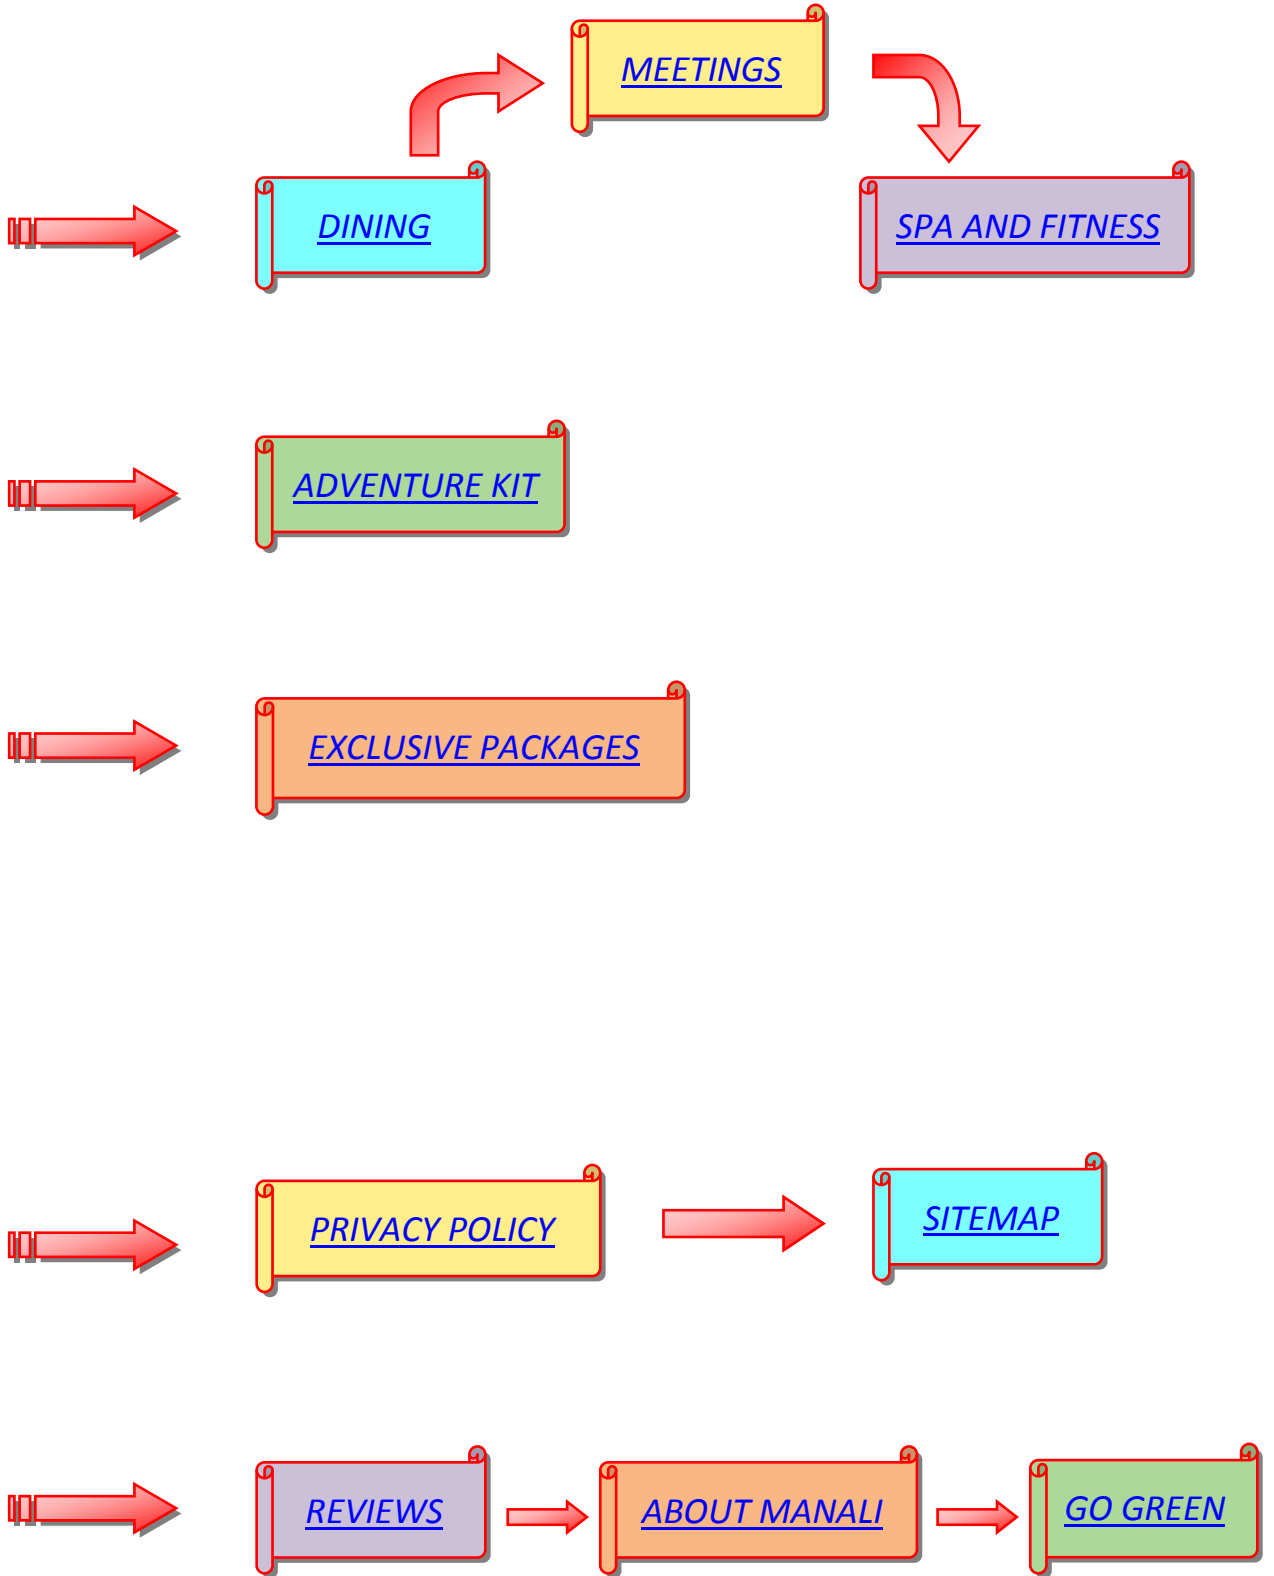 MEETINGS
DINING
SPA AND FITNESS
ADVENTURE KIT
EXCLUSIVE PACKAGES
PRIVACY POLICY
SITEMAP
REVIEWS
ABOUT MANALI
GO GREEN